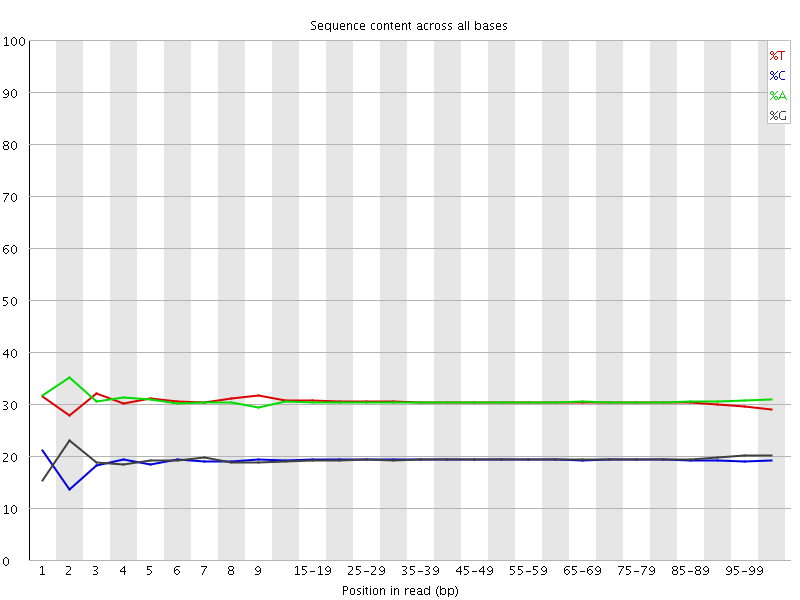 Sequence content across all bases
100
90
80
70
60
50
40
30
20
10
0
%T
%C
%A
%G
1 2 3 4 5 6 7 8 9 15-19 25-29 35-39 45-49 55-59 65-69 75-79 85-89 95-99
Position in read (bp)